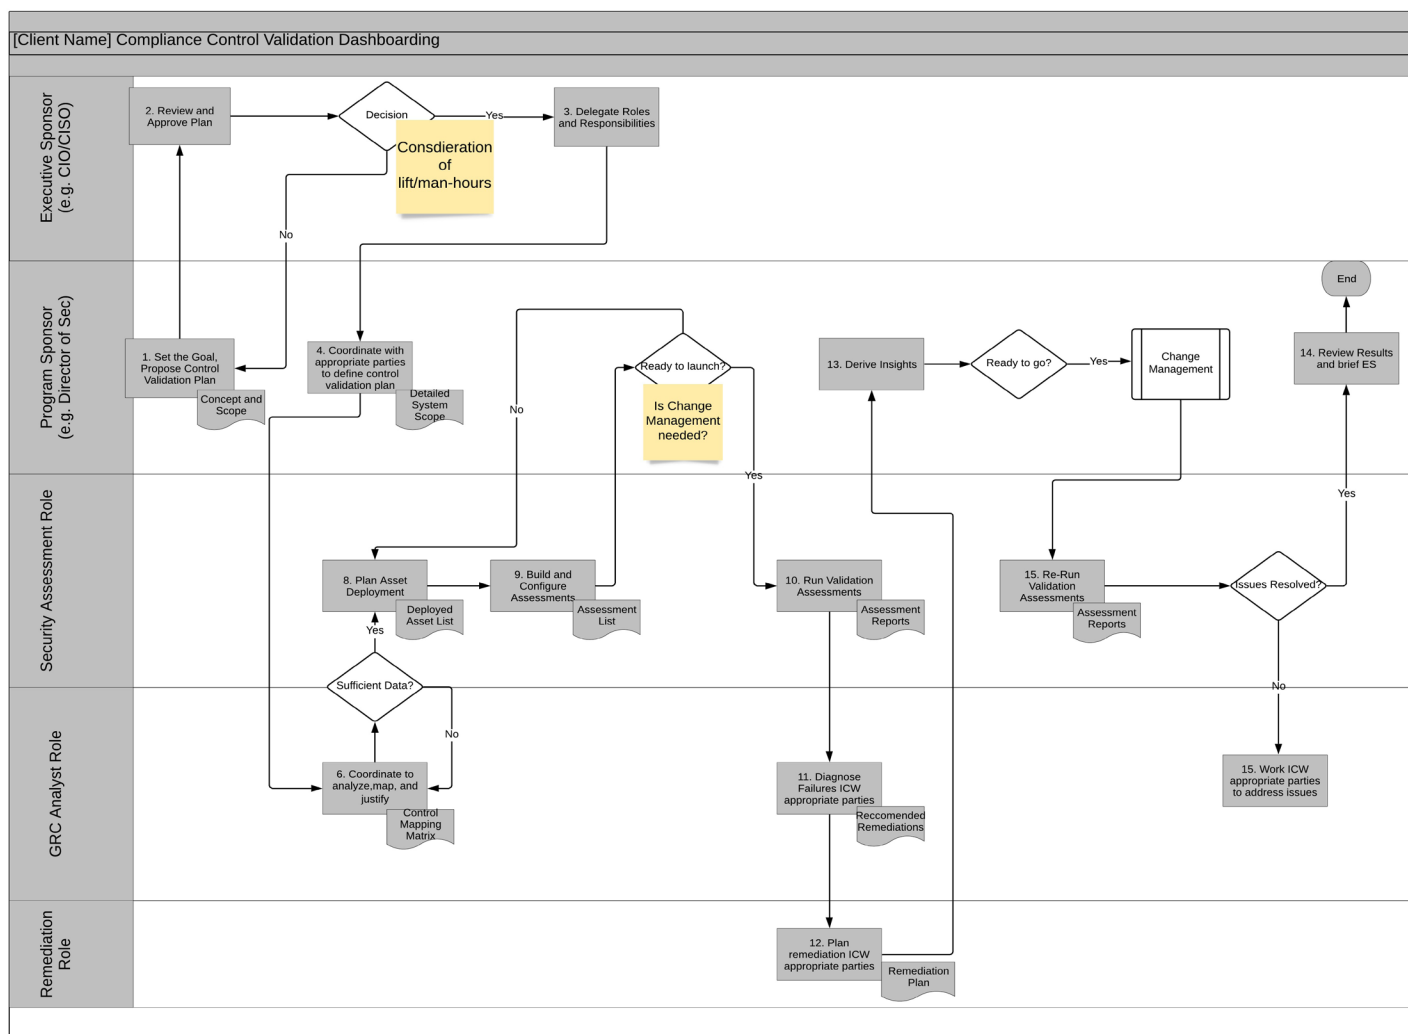 [Client Name] Compliance Control Validation Dashboarding
Executive Sponsor
(e.g. CIO/CISO)
2. Review and
Approve Plan
Decision
Yes
3. Delegate Roles
and Responsibilities
Consdieration
of
lift/man-hours
No
Program Sponsor
(e.g. Director of Sec)
1. Set the Goal,
Propose Control
Validation Plan
Concept and
Scope
4. Coordinate with
appropriate parties
to define control
validation plan
Detailed
System
Scope
No
Ready to launch?
Is Change
Management
needed?
Yes
13. Derive Insights
Ready to go?
Yes
Change
Management
End
14. Review Results
and brief ES
Yes
Security Assessment Role
8. Plan Asset
Deployment
Deployed
Asset List
Yes
9. Build and
Configure
Assessments
Assessment
List
10. Run Validation
Assessments
Assessment
Reports
15. Re-Run
Validation
Assessments
Assessment
Reports
Issues Resolved?
No
Sufficient Data?
No
GRC Analyst Role
6. Coordinate to
analyze,map, and
justify
Control
Mapping
Matrix
11. Diagnose
Failures ICW
appropriate parties
Reccomended
Remediations
15. Work ICW
appropriate parties
to address issues
Remediation
Role
12. Plan
remediation ICW
appropriate parties
Remediation
Plan